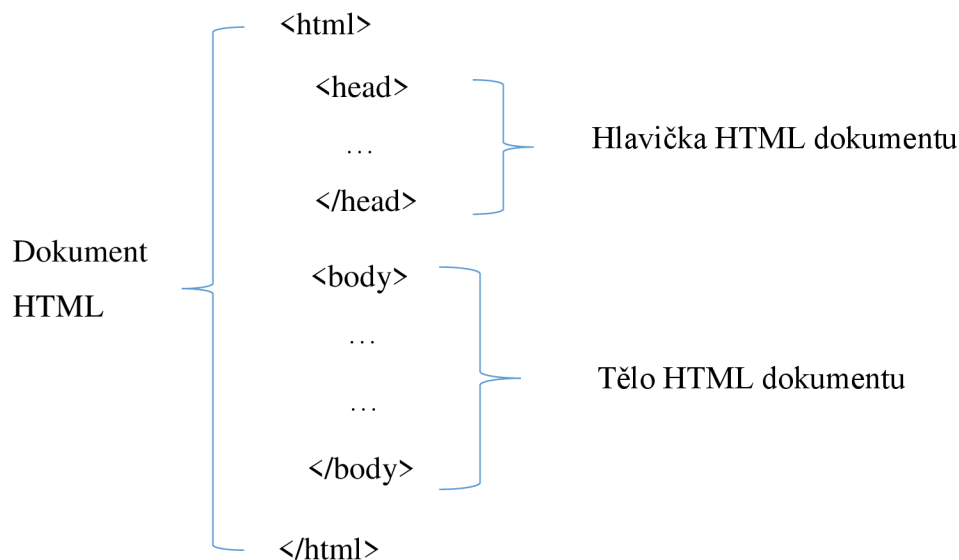 <html>
<head>
...
Hlavička HTML dokumentu
</head>
Dokument
HTML
<body>
...
Tělo HTML dokumentu
...
</body>
</html>